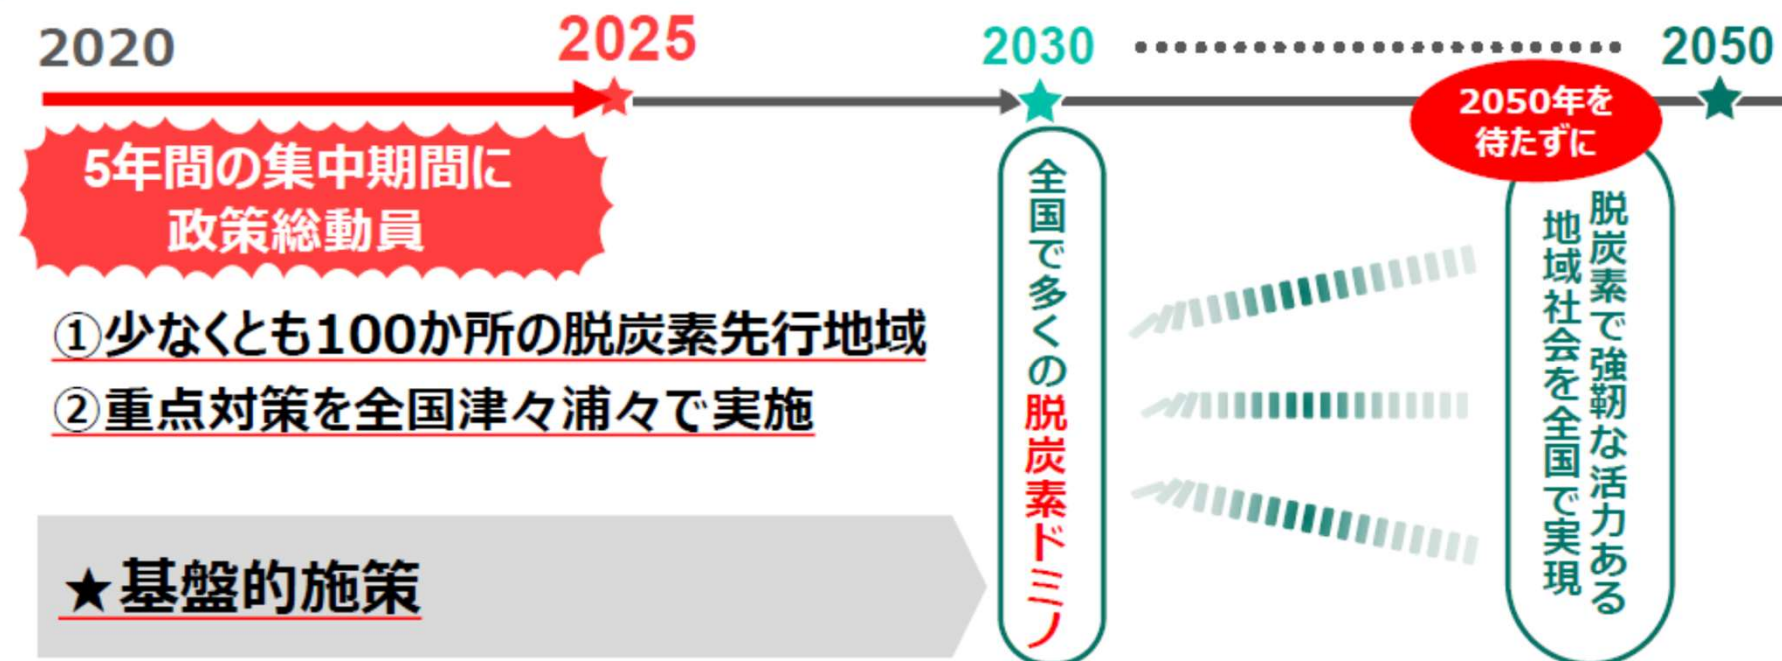 2020
2025
2030
2050
5年間の集中期間に
政策総動員
①少なくとも100か所の脱炭素先行地域
②重点対策を全国津々浦々で実施
★基盤的施策
全国で多くの脱炭素ドミノ
2050年を
待たずに
脱炭素で強靭な活力ある
地域社会を全国で実現